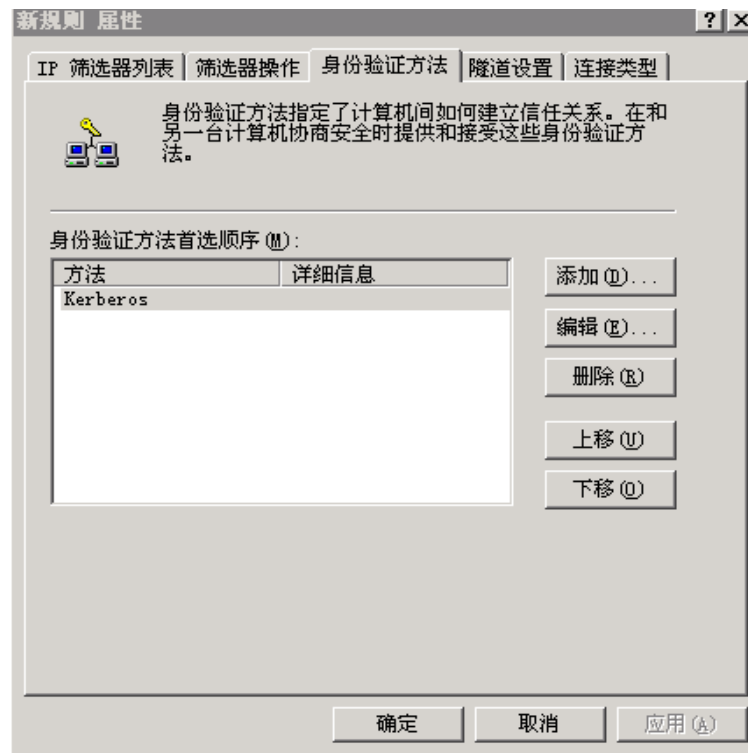 新规则 属性
IP 筛选器列表 筛选器操作 身份验证方法 隧道设置 连接类型
身份验证方法指定了计算机间如何建立信任关系。在和
另一台计算机协商安全时提供和接受这些身份验证方
法。
身份验证方法首选顺序(M):
方法 详细信息
Kerberos
添加(D)...
编辑(E)...
删除(R)
上移(U)
下移(O)
确定 取消 应用(A)